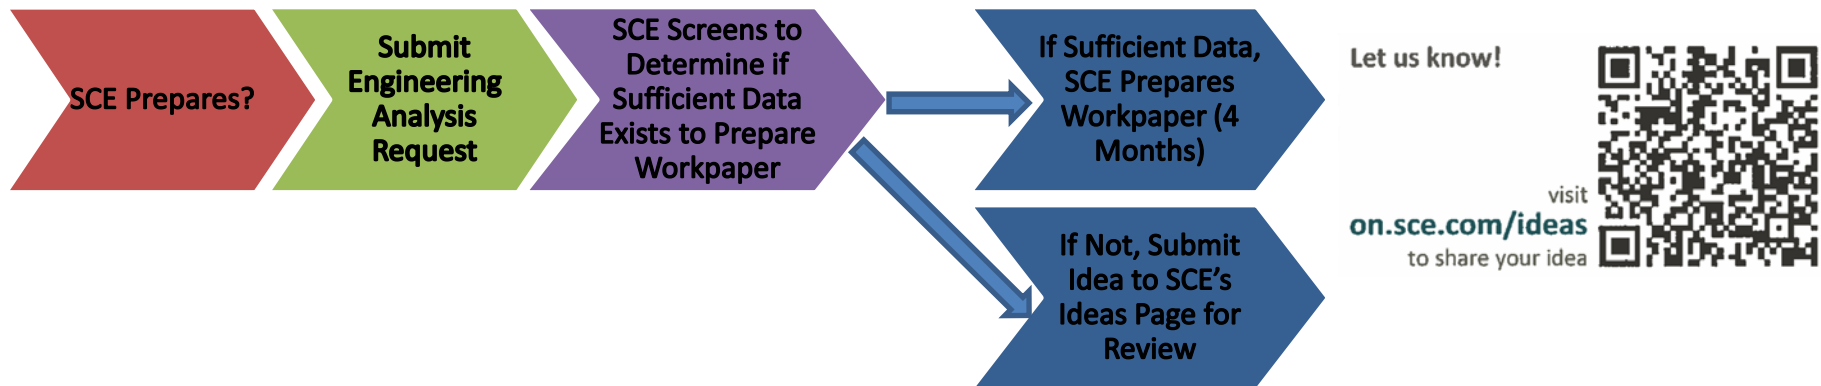 SCE Prepares?
Submit
Engineering
Analysis
Request
SCE Screens to
Determine if
Sufficient Data
Exists to Prepare
Workpaper
If Sufficient Data,
SCE Prepares
Workpaper (4
Months)
If Not, Submit
Idea to SCE’s
Ideas Page for
Review
Let us know!
visit
on.sce.com/ideas
to share your idea